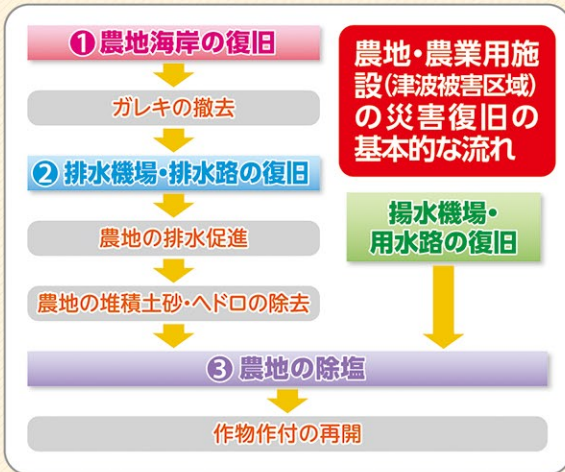 農地・農業用施
設(津波被害区域)
の災害復旧の
基本的な流れ
❶農地海岸の復旧
ガレキの撤去
❷排水機場・排水路の復旧
農地の排水促進
農地の堆積土砂・ヘドロの除去
揚水機場・
用水路の復旧
❸農地の除塩
作物作付の再開